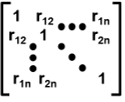 1 r12 ••• r1n
r12 1 r2n
r1n r2n 1